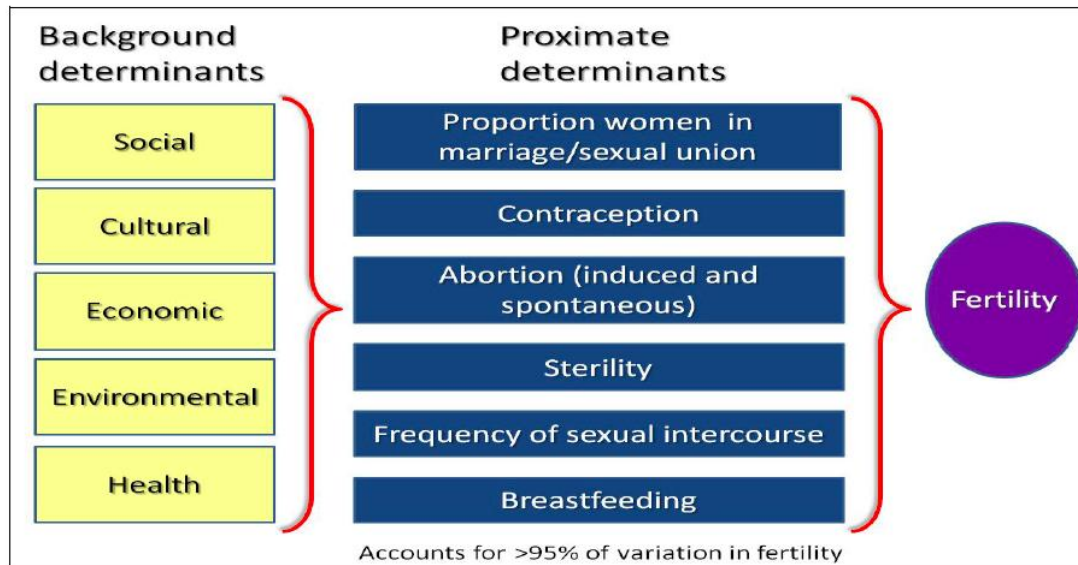 Background
determinants
Proximate
determinants
Social
Cultural
Economic
Environmental
Health
Proportion women in
marriage/sexual union
Contraception
Abortion (induced and
spontaneous)
Sterility
Frequency of sexual intercourse
Breastfeeding
Accounts for >95% of variation in fertility
Fertility